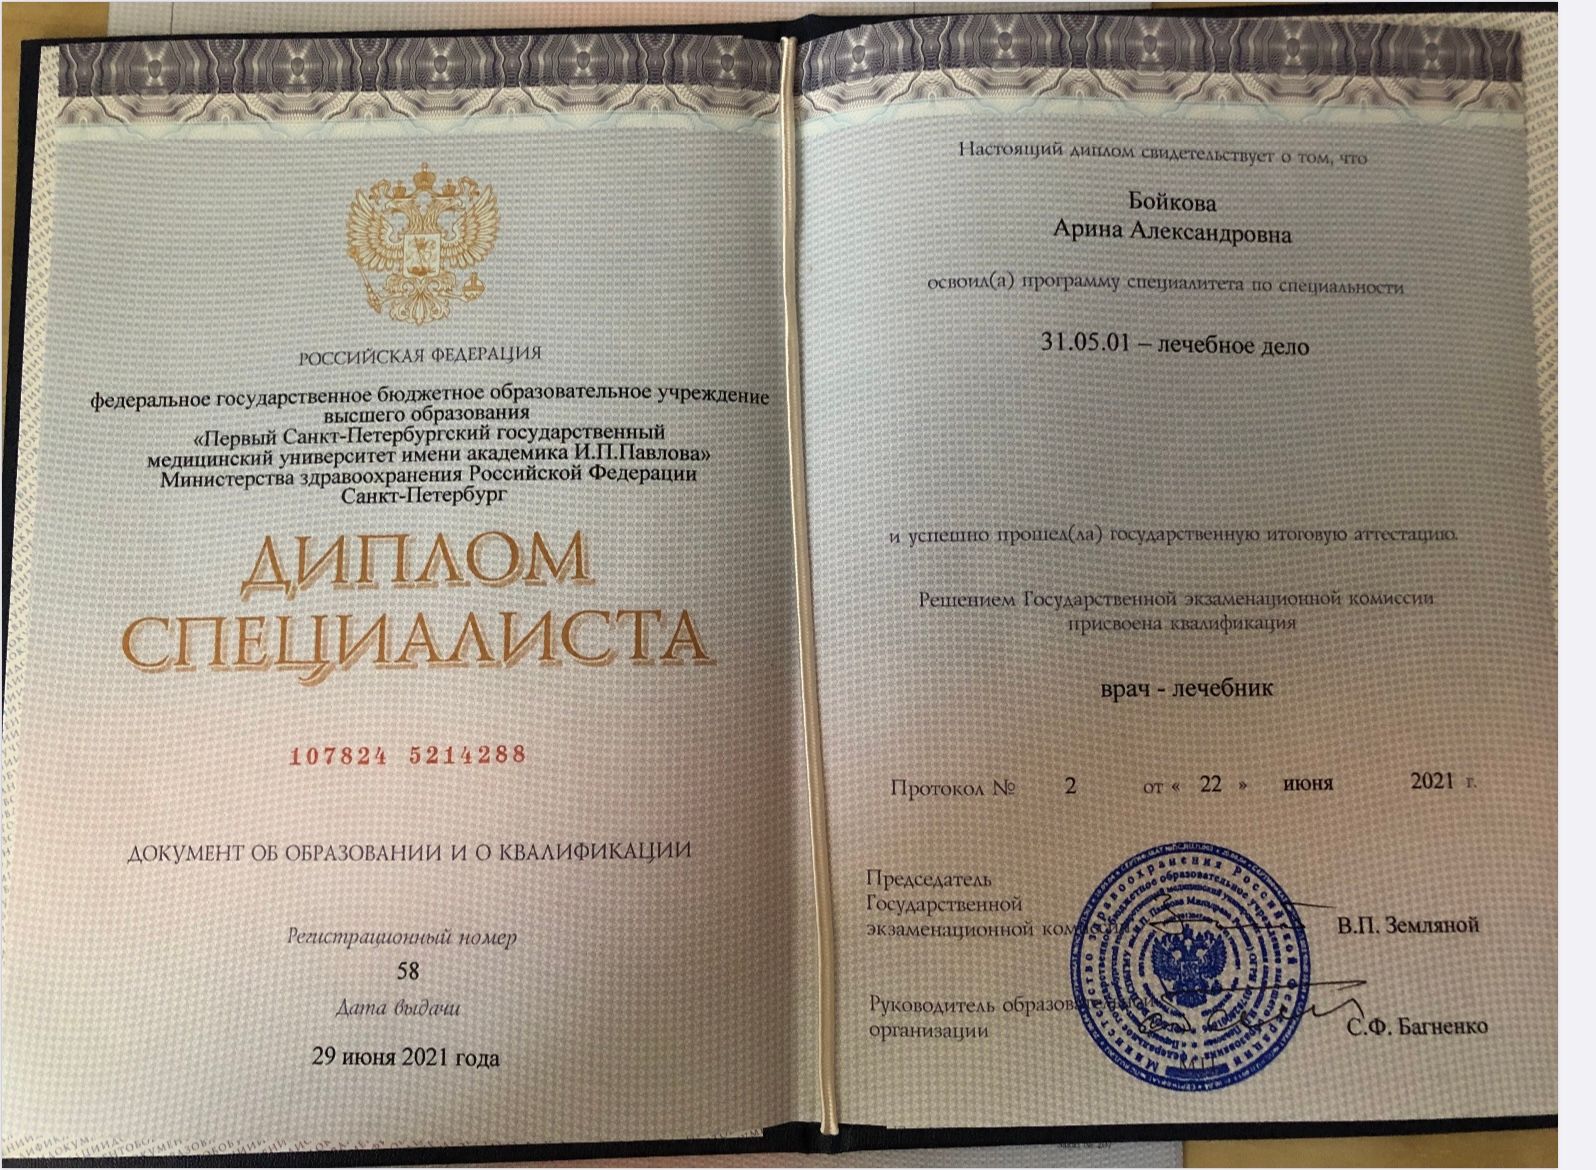 РОССИЙСКАЯ ФЕДЕРАЦИЯ
федеральное государственное бюджетное образовательное учреждение
высшего образования
«Первый Санкт-Петербургский государственный
медицинский университет имени академика И.П.Павлова»
Министерства здравоохранения Российской Федерации
Санкт-Петербург
ДИПЛОМ
СПЕЦИАЛИСТА
107824 5214288
ДОКУМЕНТ ОБ ОБРАЗОВАНИИ И О КВАЛИФИКАЦИИ
Регистрационный номер
58
Дата выдачи
29 июня 2021 года
Настоящий диплом свидетельствует о том, что
Бойкова
Арина Александровна
освоил(а) программу специалитета по специальности
31.05.01 – лечебное дело
и успешно прошел(ла) государственную итоговую аттестацию.
Решением Государственной экзаменационной комиссии
присвоена квалификация
врач - лечебник
Протокол № 2 от « 22 » июня 2021 г.
Председатель
Государственной
экзаменационной комиссии
В.П. Земляной
Руководитель образовательной
организации
С.Ф. Багненко
М.П.